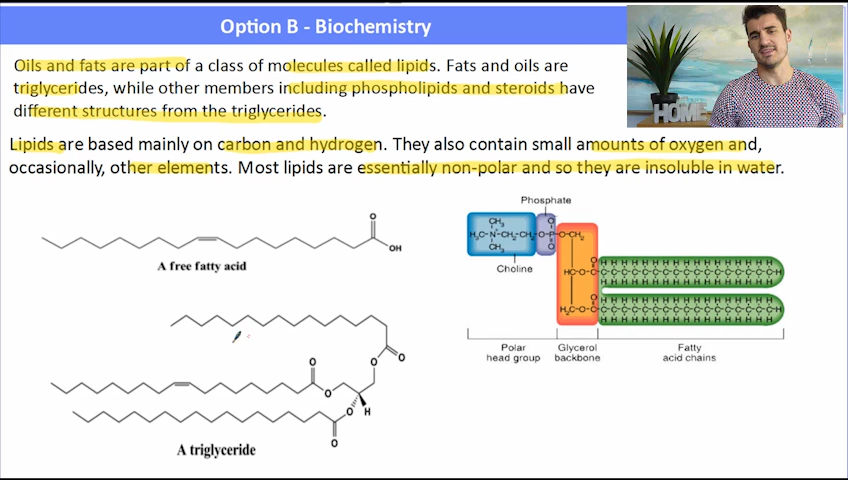 Option B - Biochemistry
Oils and fats are part of a class of molecules called lipids. Fats and oils are
triglycerides, while other members including phospholipids and steroids have
different structures from the triglycerides.
HOME
Lipids are based mainly on carbon and hydrogen. They also contain small amounts of oxygen and,
occasionally, other elements. Most lipids are essentially non-polar and so they are insoluble in water.
O
OH
A free fatty acid
O
O
O
O
O
H
O
A triglyceride
Phosphate
CH₃ O O-CH₂
H₃C-N-CH₂-CH₂-O-P
CH₃ O
Choline
O H H H H H H H H H H H H H H
HC-O-C-C-C-C-C-C-C-C-C-C-C-C-C-C-C-H
H H H H H H H H H H H H H H
O H H H H H H H H H H H H H H
H₂C-O-C-C-C-C-C-C-C-C-C-C-C-C-C-C-C-H
H H H H H H H H H H H H H H
Polar
head group
Glycerol
backbone
Fatty
acid chains